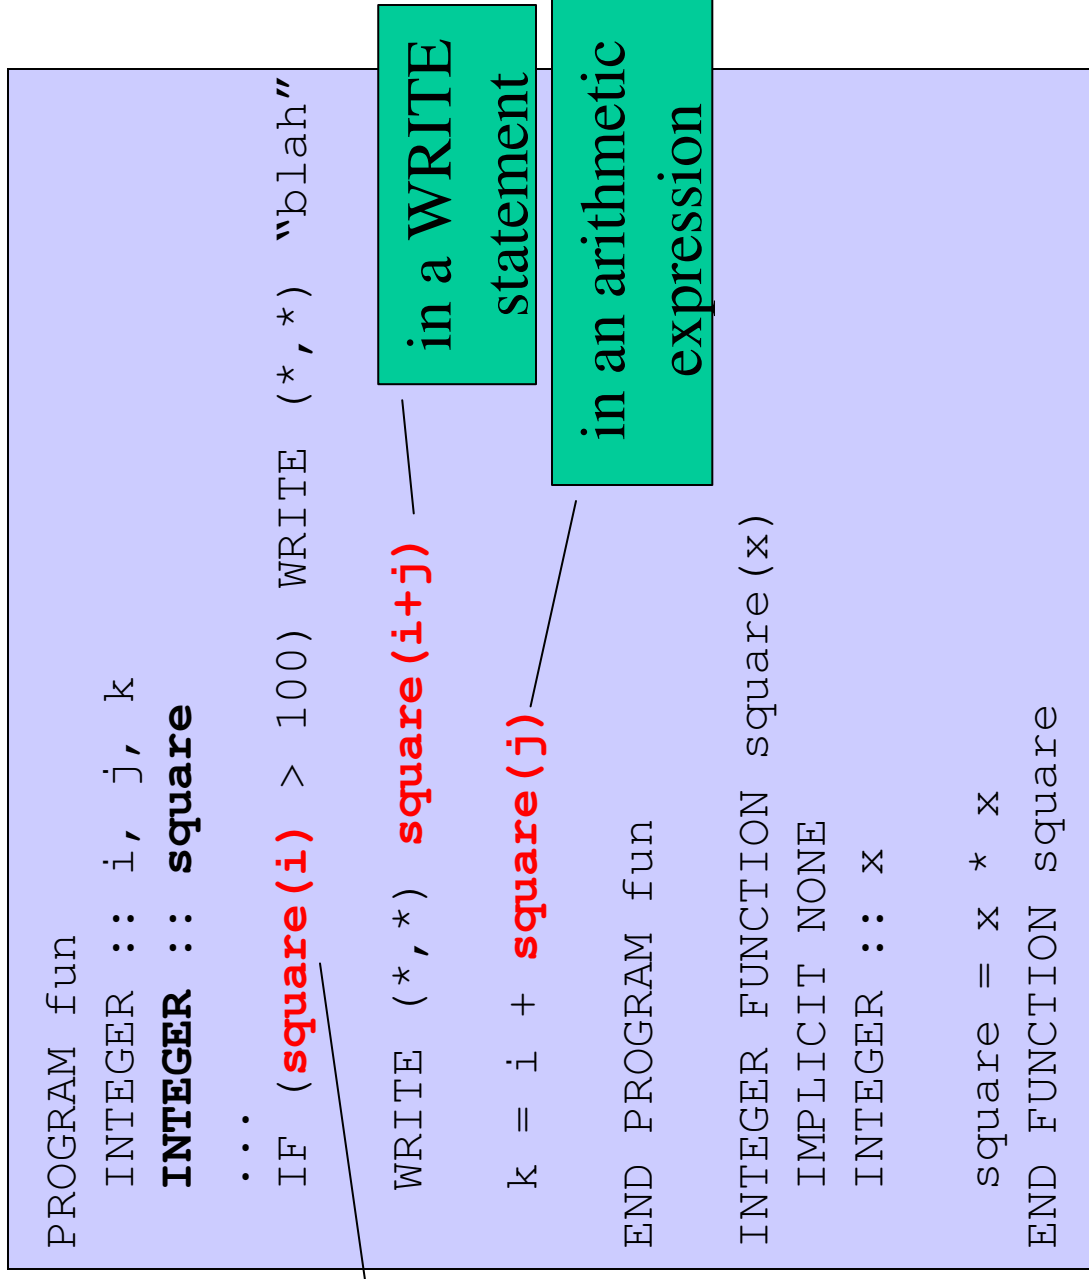 PROGRAM fun
INTEGER :: i, j, k
INTEGER :: square
...
IF (square(i) > 100) WRITE (*,*) “blah”
WRITE (*,*) square(i+j)
k = i + square(j)
END PROGRAM fun
INTEGER FUNCTION square(x)
IMPLICIT NONE
INTEGER :: x
square = x * x
END FUNCTION square
in a WRITE
statement
in an arithmetic
expression